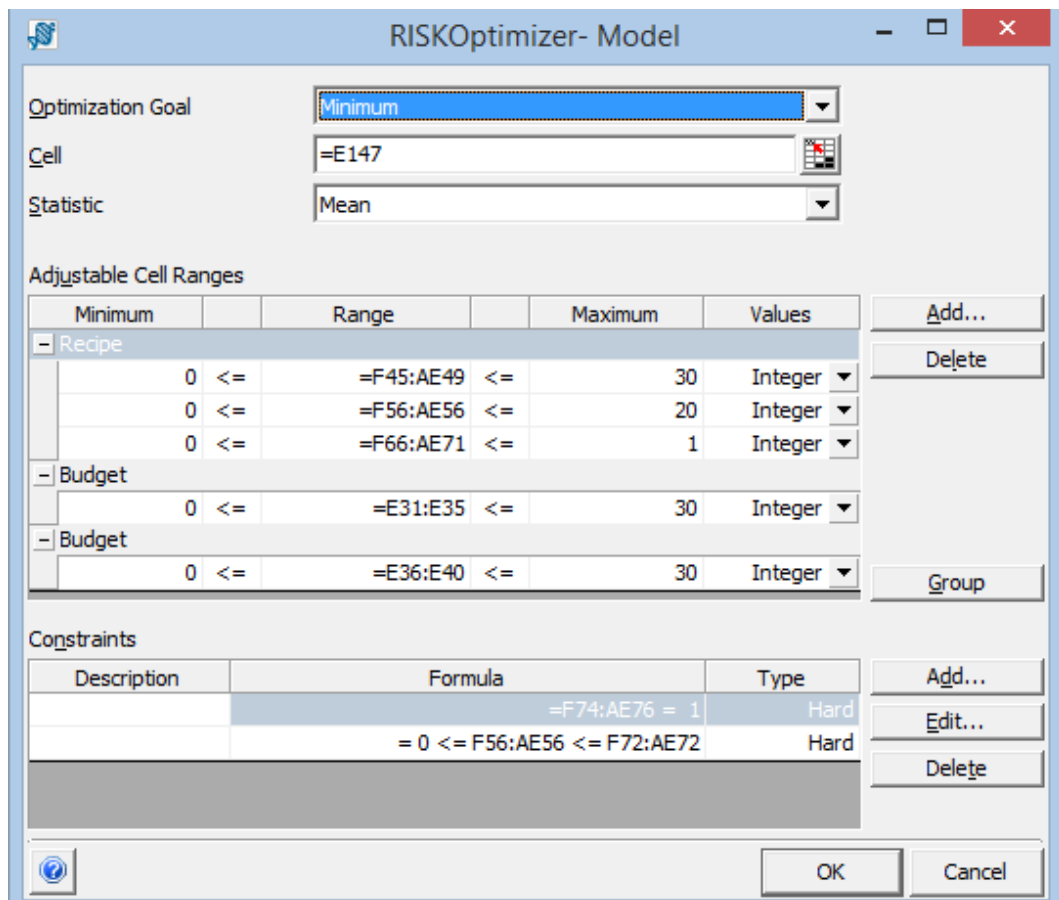 RISKOptimizer- Model
Optimization Goal Minimum
Cell =E147
Statistic Mean
Adjustable Cell Ranges
Minimum Range Maximum Values Add...
Recipe
Delete
0 <= =F45:AE49 <= 30 Integer
0 <= =F56:AE56 <= 20 Integer
0 <= =F66:AE71 <= 1 Integer
Budget
0 <= =E31:E35 <= 30 Integer
Budget
0 <= =E36:E40 <= 30 Integer
Group
Constraints
Description Formula Type Add...
=F74:AE76 = 1 Hard
Edit...
= 0 <= F56:AE56 <= F72:AE72 Hard
Delete
OK Cancel